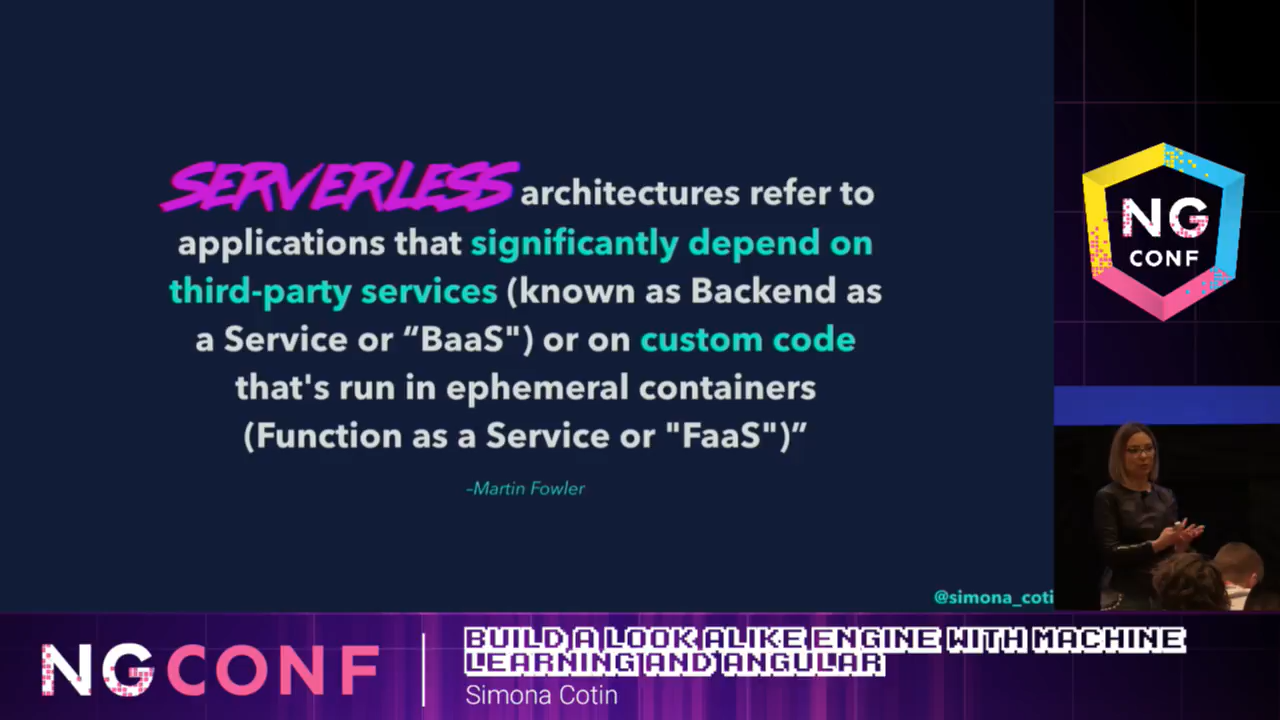 SERVERLESS architectures refer to
applications that significantly depend on
third-party services (known as Backend as
a Service or “BaaS") or on custom code
that's run in ephemeral containers
(Function as a Service or "FaaS")”
–Martin Fowler
@simona_coti
NG
CONF
NGCONF
BUILD A LOOK ALIKE ENGINE WITH MACHINE
LEARNING AND ANGULAR
Simona Cotin